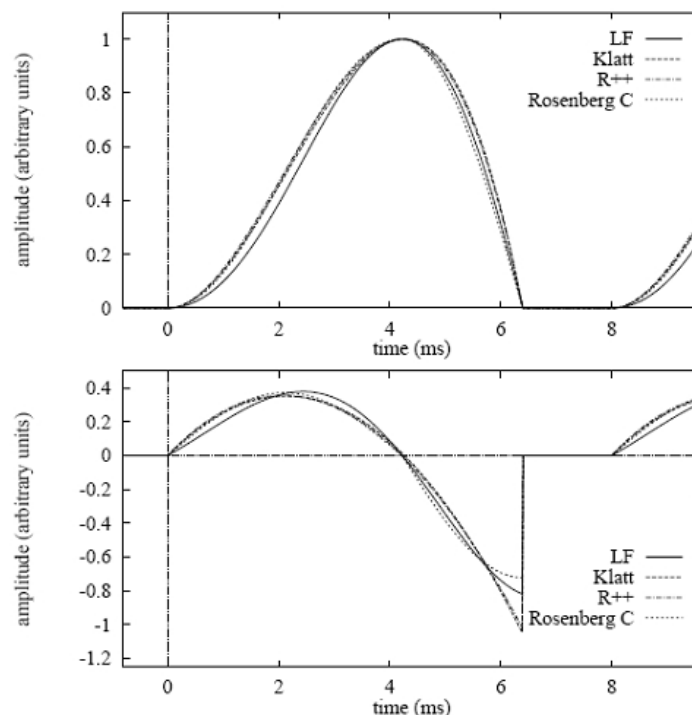 1
0.8
0.6
0.4
0.2
0
amplitude (arbitrary units)
LF
Klatt
R++
Rosenberg C
0 2 4 6 8
time (ms)
0.4
0.2
0
-0.2
-0.4
-0.6
-0.8
-1
-1.2
amplitude (arbitrary units)
LF
Klatt
R++
Rosenberg C
0 2 4 6 8
time (ms)